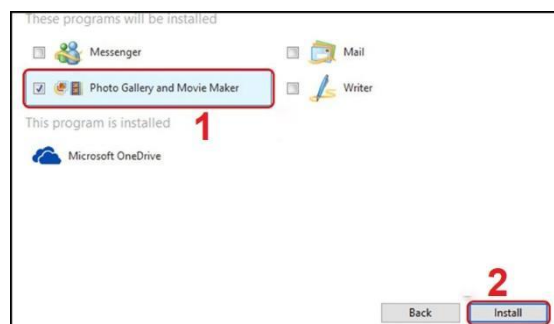 These programs will be installed
Messenger
Mail
Photo Gallery and Movie Maker
Writer
1
This program is installed
Microsoft OneDrive
2
Back
Install